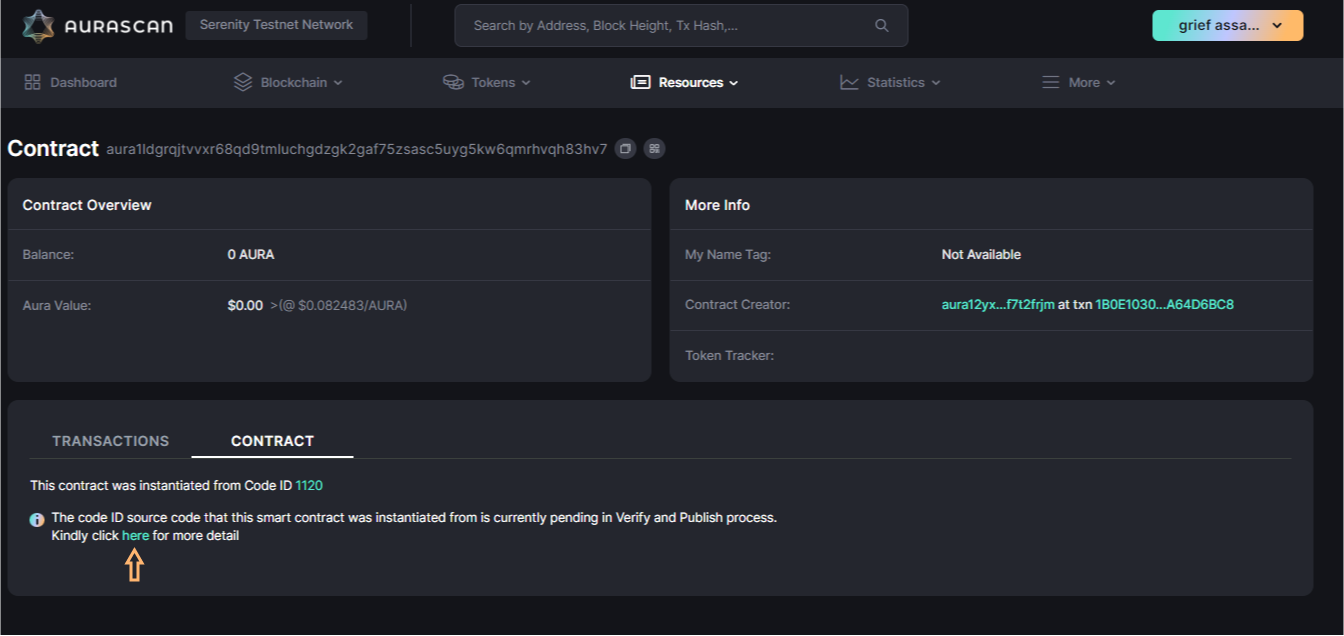 AURASCAN
Serenity Testnet Network
Search by Address, Block Height, Tx Hash,...
grief assa...
Dashboard
Blockchain
Tokens
Resources
Statistics
More
Contract aura1ldgrqjtvvxr68qd9tmluchgdzgk2gaf75zsasc5uyg5kw6qmrhvqh83hv7
Contract Overview
Balance: 0 AURA
Aura Value: $0.00 >(@ $0.082483/AURA)
More Info
My Name Tag: Not Available
Contract Creator: aura12yx...f7t2frjm at txn 1B0E1030...A64D6BC8
Token Tracker:
TRANSACTIONS
CONTRACT
This contract was instantiated from Code ID 1120
The code ID source code that this smart contract was instantiated from is currently pending in Verify and Publish process.
Kindly click here for more detail